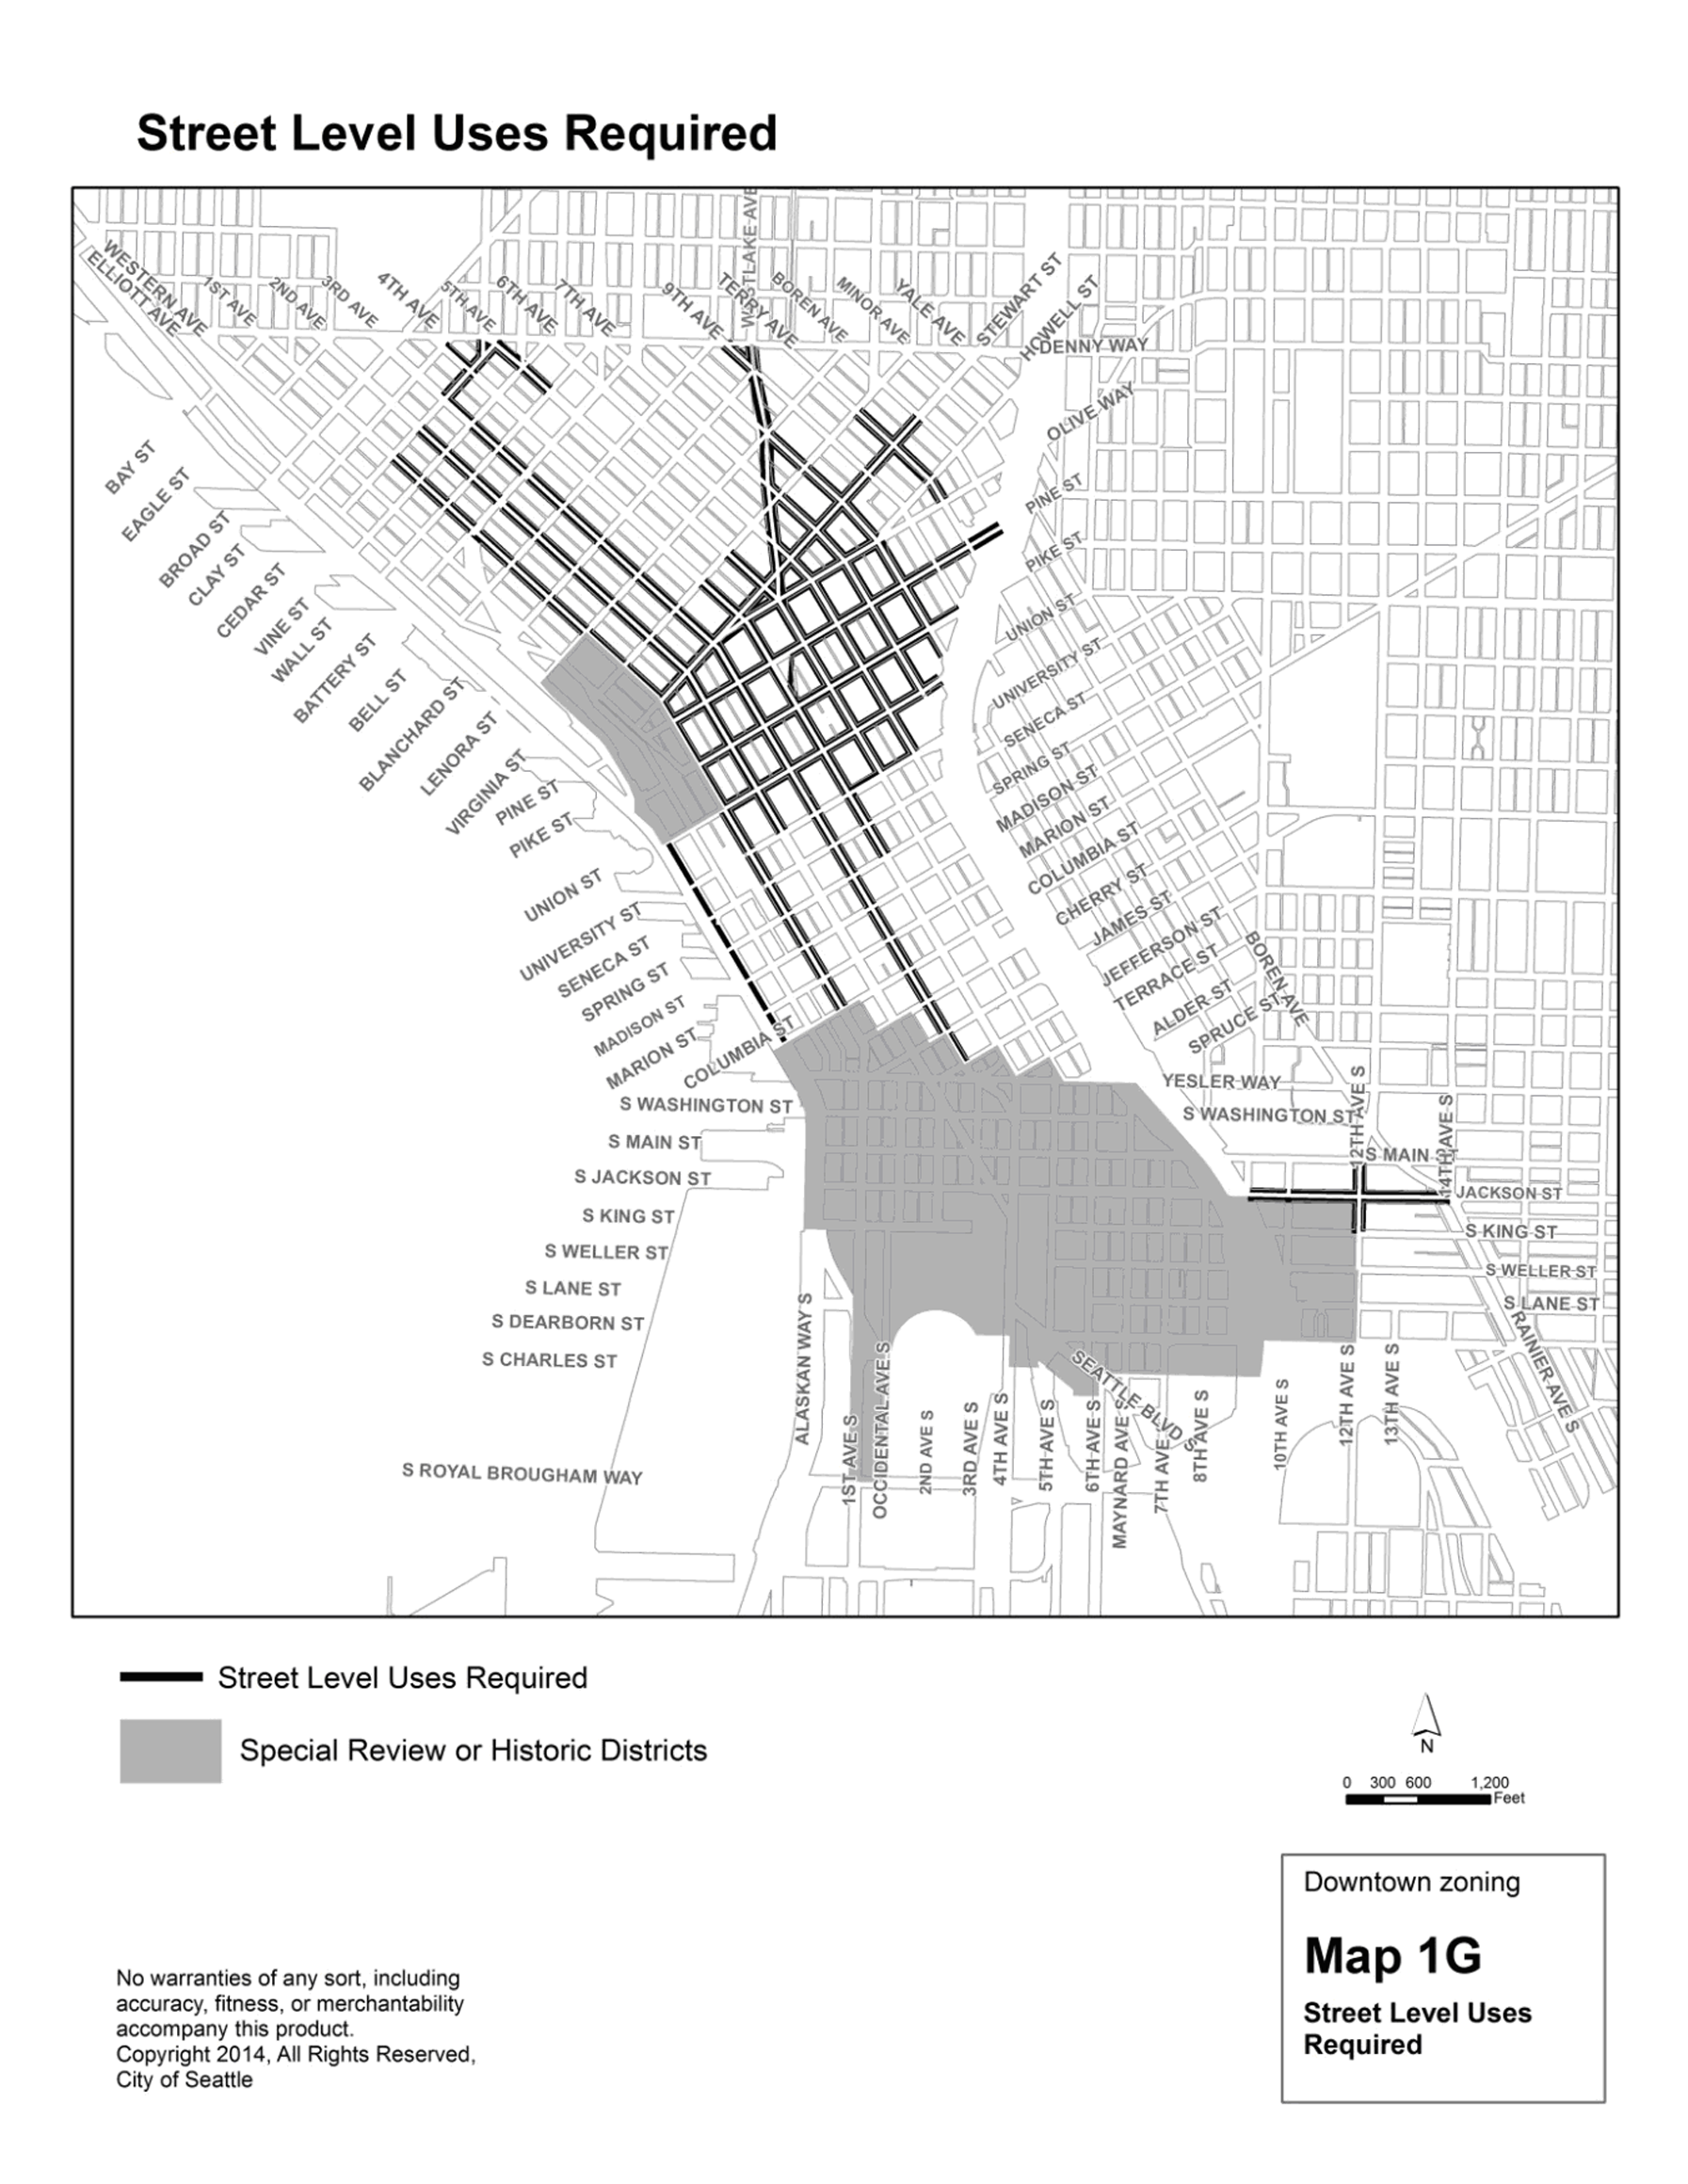 Street Level Uses Required
WESTERN AVE
ELLIOTT AVE
1ST AVE
2ND AVE
3RD AVE
4TH AVE
5TH AVE
6TH AVE
7TH AVE
9TH AVE
WESTLAKE AVE
TERRY AVE
BOREN AVE
MINOR AVE
YALE AVE
STEWART ST
HOWELL ST
DENNY WAY
OLIVE WAY
PINE ST
PIKE ST
UNION ST
UNIVERSITY ST
SENECA ST
SPRING ST
MADISON ST
MARION ST
COLUMBIA ST
CHERRY ST
JAMES ST
JEFFERSON ST
TERRACE ST
ALDER ST
SPRUCE ST
BOREN AVE
YESLER WAY
S WASHINGTON ST
12TH AVE S
14TH AVE S
S MAIN ST
JACKSON ST
S KING ST
S WELLER ST
S LANE ST
RAINIER AVE S
BAY ST
EAGLE ST
BROAD ST
CLAY ST
CEDAR ST
VINE ST
WALL ST
BATTERY ST
BELL ST
BLANCHARD ST
LENORA ST
VIRGINIA ST
PINE ST
PIKE ST
UNION ST
UNIVERSITY ST
SENECA ST
SPRING ST
MADISON ST
MARION ST
COLUMBIA ST
S WASHINGTON ST
S MAIN ST
S JACKSON ST
S KING ST
S WELLER ST
S LANE ST
S DEARBORN ST
S CHARLES ST
S ROYAL BROUGHAM WAY
ALASKAN WAY S
1ST AVE S
OCCIDENTAL AVE S
2ND AVE S
3RD AVE S
4TH AVE S
5TH AVE S
6TH AVE S
MAYNARD AVE S
SEATTLE BLVD S
7TH AVE S
8TH AVE S
10TH AVE S
12TH AVE S
13TH AVE S
Street Level Uses Required
Special Review or Historic Districts
N
0 300 600 1,200
Feet
Downtown zoning
Map 1G
Street Level Uses
Required
No warranties of any sort, including
accuracy, fitness, or merchantability
accompany this product.
Copyright 2014, All Rights Reserved,
City of Seattle